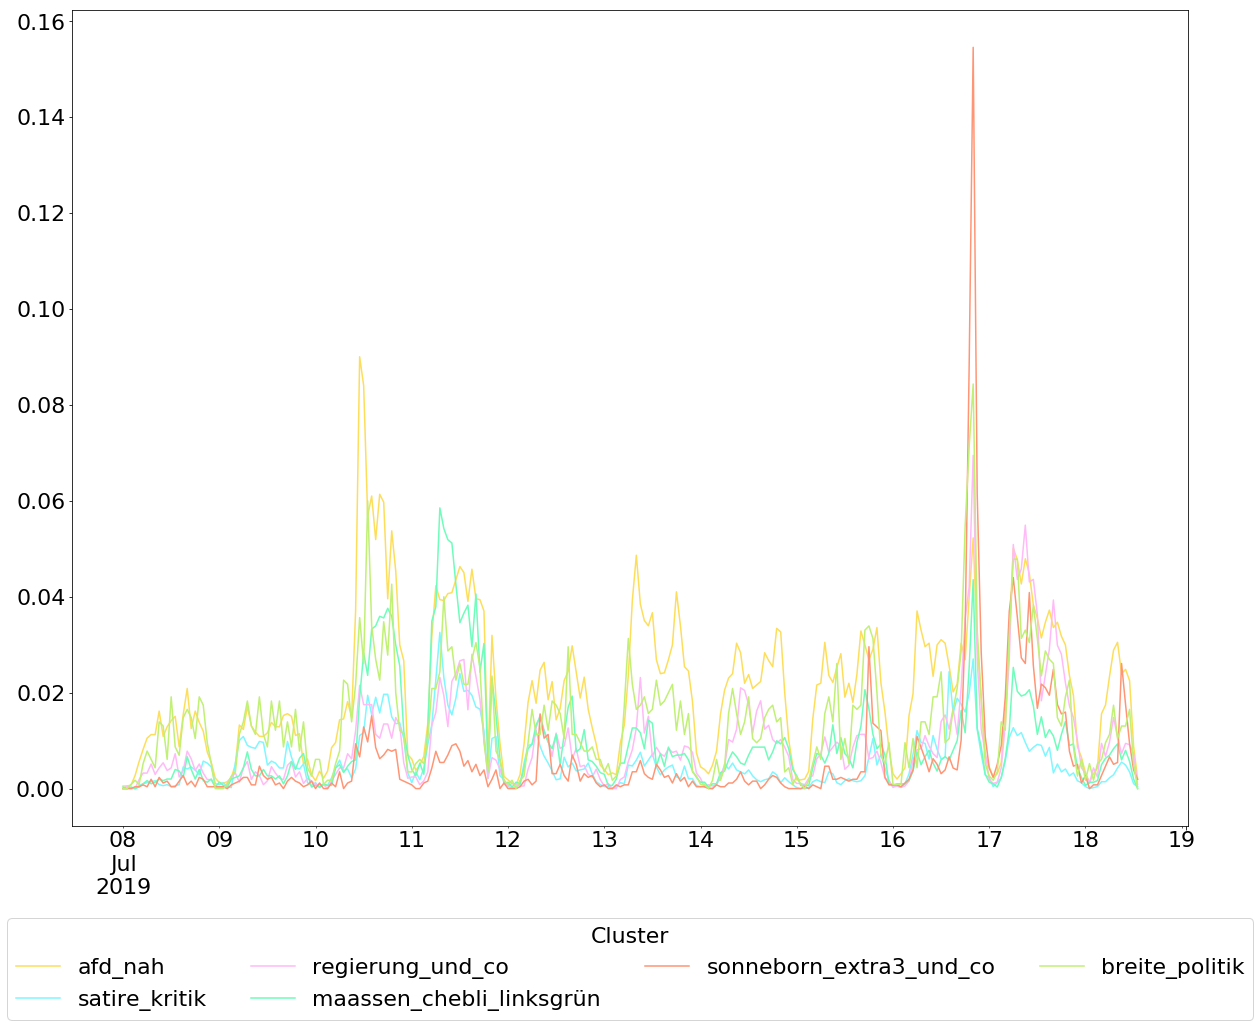 0.16
0.14
0.12
0.10
0.08
0.06
0.04
0.02
0.00
08 09 10 11 12 13 14 15 16 17 18 19
Jul
2019
Cluster
afd_nah regierung_und_co sonneborn_extra3_und_co breite_politik
satire_kritik maassen_chebli_linksgrün